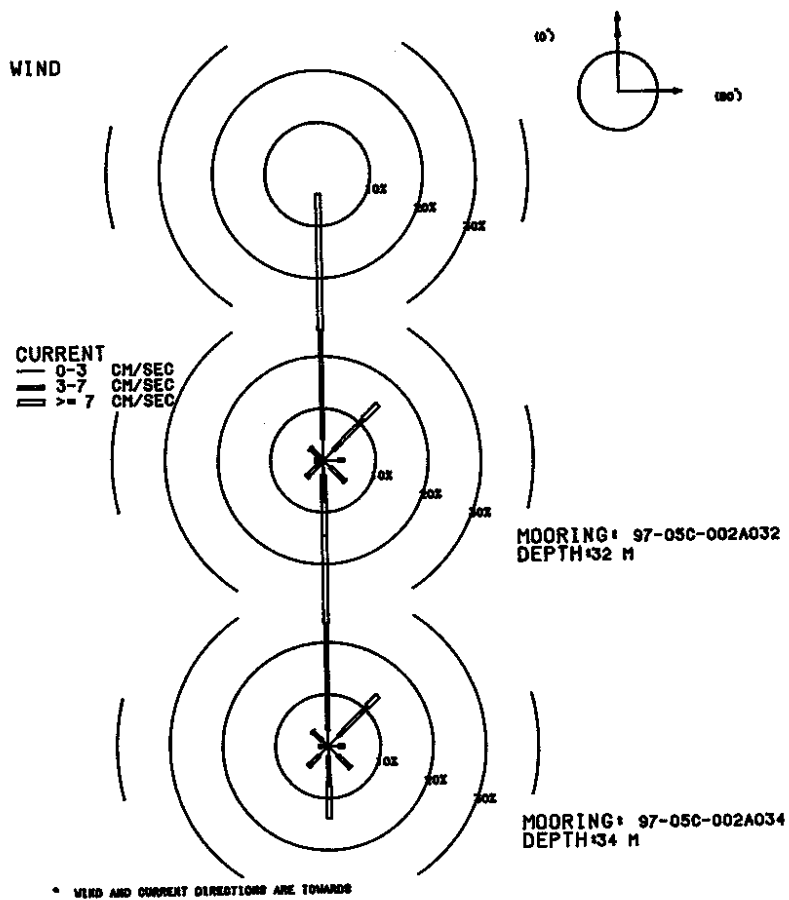 WIND
(0°)
(90°)
10%
20%
30%
CURRENT
0-3 CM/SEC
3-7 CM/SEC
>= 7 CM/SEC
10%
20%
30%
MOORING: 97-05C-002A032
DEPTH:32 M
10%
20%
30%
MOORING: 97-05C-002A034
DEPTH:34 M
* WIND AND CURRENT DIRECTIONS ARE TOWARDS